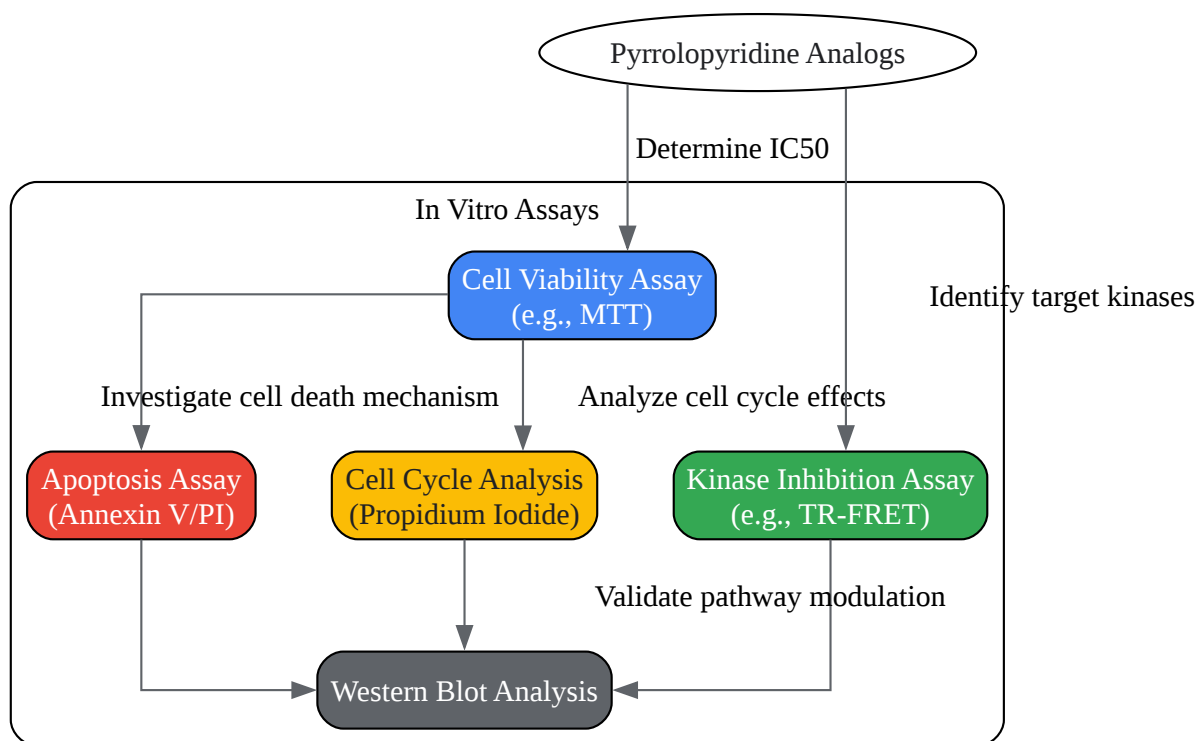 Pyrrolopyridine Analogs
Determine IC50
In Vitro Assays
Cell Viability Assay
(e.g., MTT)
Identify target kinases
Investigate cell death mechanism
Analyze cell cycle effects
Apoptosis Assay
(Annexin V/PI)
Cell Cycle Analysis
(Propidium Iodide)
Kinase Inhibition Assay
(e.g., TR-FRET)
Validate pathway modulation
Western Blot Analysis